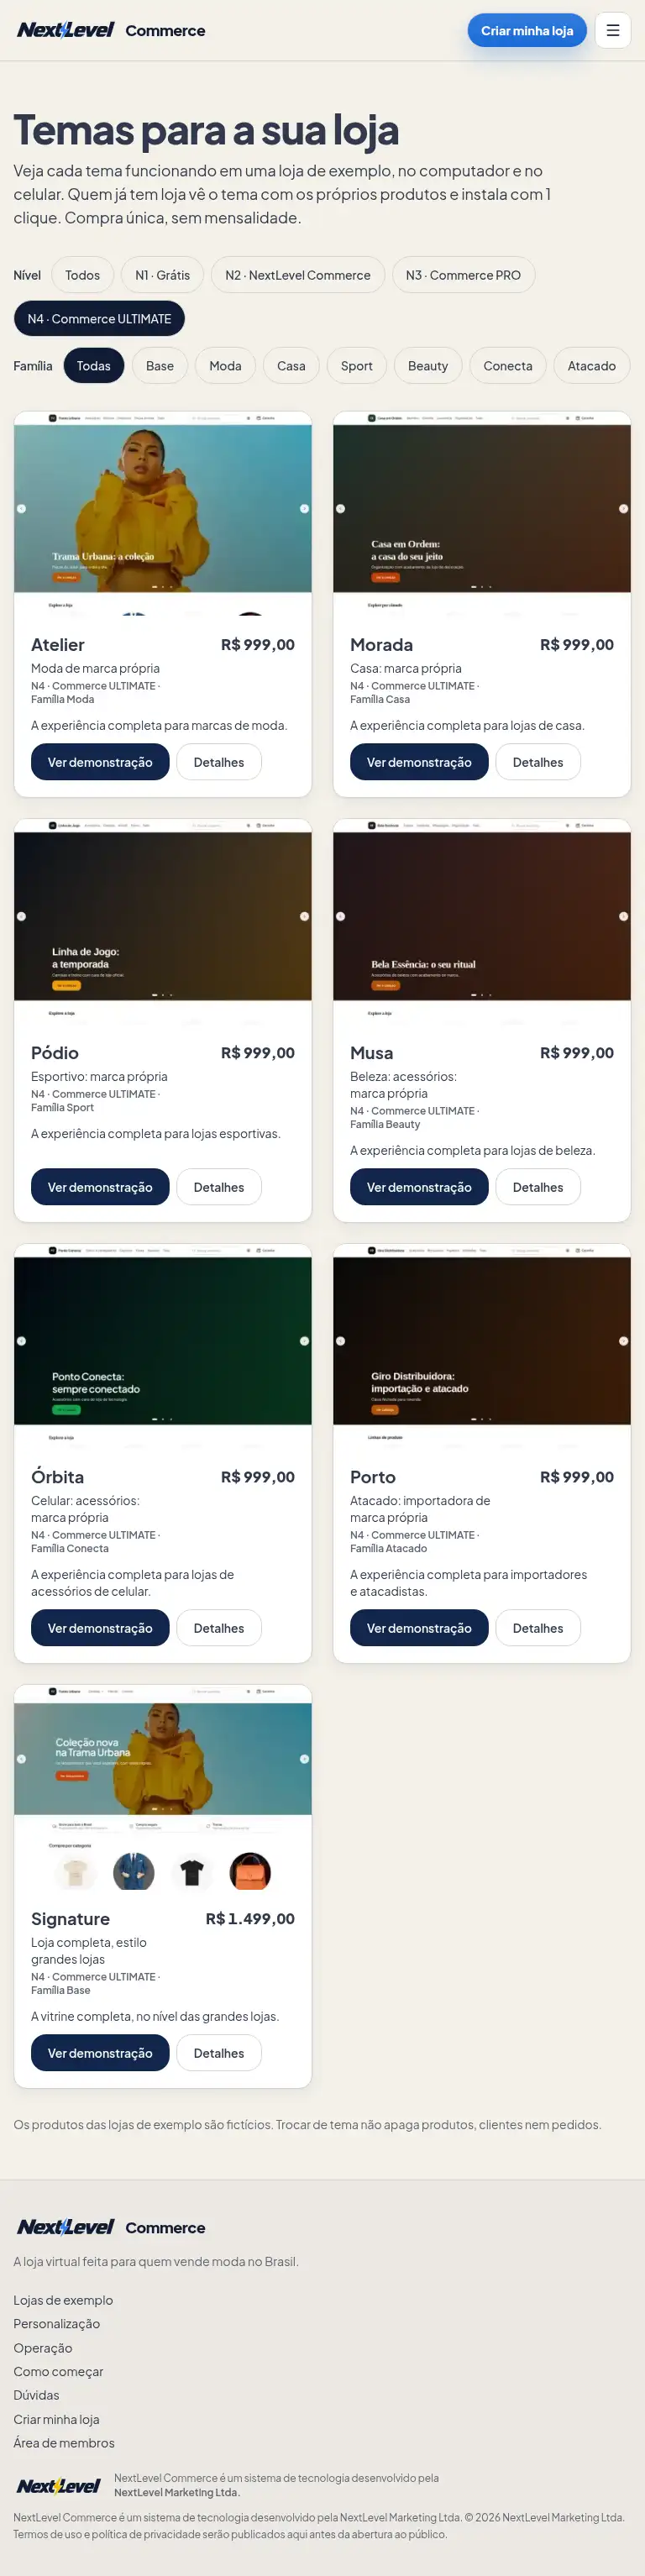 NextLevel Commerce
Criar minha loja
Temas para a sua loja
Veja cada tema funcionando em uma loja de exemplo, no computador e no
celular. Quem já tem loja vê o tema com os próprios produtos e instala com 1
clique. Compra única, sem mensalidade.
Nível Todos N1 · Grátis N2 · NextLevel Commerce N3 · Commerce PRO
N4 · Commerce ULTIMATE
Família Todas Base Moda Casa Sport Beauty Conecta Atacado
Trama Urbana: a coleção
Explore a loja
Atelier R$ 999,00
Moda de marca própria
N4 · Commerce ULTIMATE ·
Família Moda
A experiência completa para marcas de moda.
Ver demonstração Detalhes
Casa em Ordem:
a casa do seu jeito
Morada R$ 999,00
Casa: marca própria
N4 · Commerce ULTIMATE ·
Família Casa
A experiência completa para lojas de casa.
Ver demonstração Detalhes
Linha de Jogo:
a temporada
Explore a loja
Pódio R$ 999,00
Esportivo: marca própria
N4 · Commerce ULTIMATE ·
Família Sport
A experiência completa para lojas esportivas.
Ver demonstração Detalhes
Bela Essência: o seu ritual
Explore a loja
Musa R$ 999,00
Beleza: acessórios:
marca própria
N4 · Commerce ULTIMATE ·
Família Beauty
A experiência completa para lojas de beleza.
Ver demonstração Detalhes
Ponto Conecta:
sempre conectado
Explore a loja
Órbita R$ 999,00
Celular: acessórios:
marca própria
N4 · Commerce ULTIMATE ·
Família Conecta
A experiência completa para lojas de
acessórios de celular.
Ver demonstração Detalhes
Giro Distribuidora:
importação e atacado
Linhas de produto
Porto R$ 999,00
Atacado: importadora de
marca própria
N4 · Commerce ULTIMATE ·
Família Atacado
A experiência completa para importadores
e atacadistas.
Ver demonstração Detalhes
Coleção nova
na Trama Urbana
Compre por categoria
Signature R$ 1.499,00
Loja completa, estilo
grandes lojas
N4 · Commerce ULTIMATE ·
Família Base
A vitrine completa, no nível das grandes lojas.
Ver demonstração Detalhes
Os produtos das lojas de exemplo são fictícios. Trocar de tema não apaga produtos, clientes nem pedidos.
NextLevel Commerce
A loja virtual feita para quem vende moda no Brasil.
Lojas de exemplo
Personalização
Operação
Como começar
Dúvidas
Criar minha loja
Área de membros
NextLevel
NextLevel Commerce é um sistema de tecnologia desenvolvido pela
NextLevel Marketing Ltda.
NextLevel Commerce é um sistema de tecnologia desenvolvido pela NextLevel Marketing Ltda. © 2026 NextLevel Marketing Ltda.
Termos de uso e política de privacidade serão publicados aqui antes da abertura ao público.